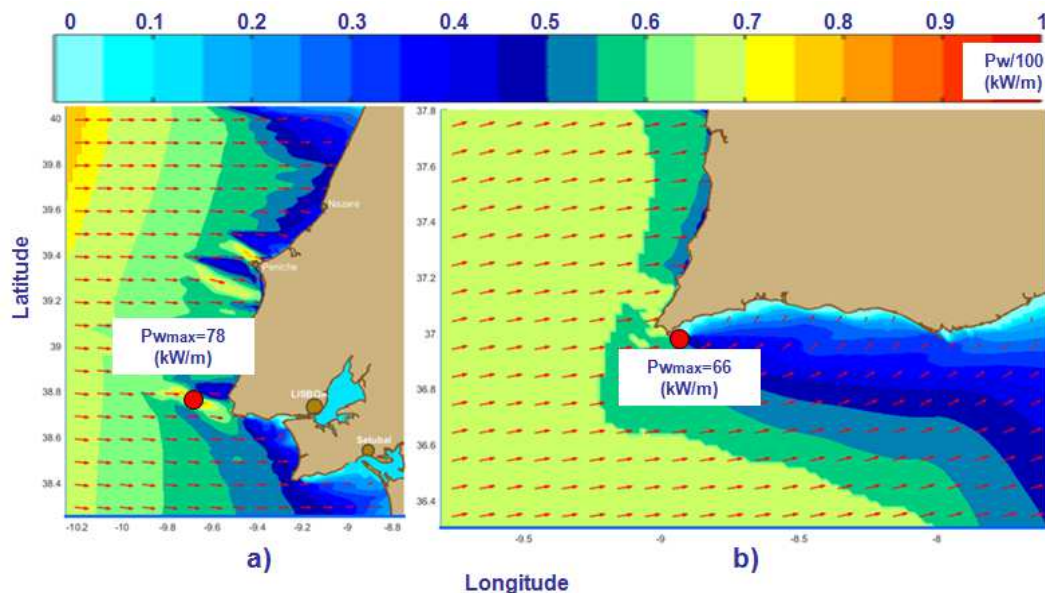 0 0.1 0.2 0.3 0.4 0.5 0.6 0.7 0.8 0.9 1
Pw/100
(kW/m)
Latitude
40
39.8
39.6
39.4
39.2
39
38.8
38.6
38.4
-10.2 -10 -9.8 -9.6 -9.4 -9.2 -9 -8.8
Nazare
Peniche
Pwmax=78
(kW/m)
LISBOA
Setubal
a)
37.8
37.6
37.4
37.2
37
36.8
36.6
36.4
-9.5 -9 -8.5 -8
Pwmax=66
(kW/m)
b)
Longitude